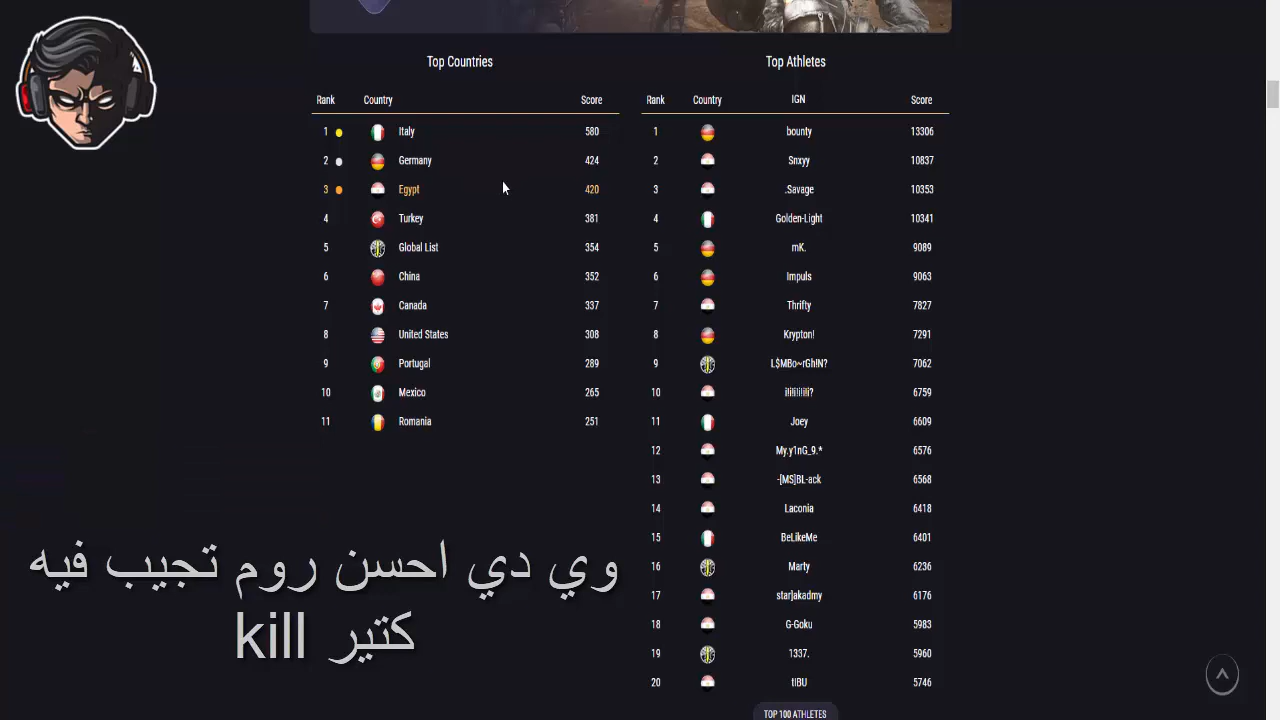 Top Countries
Rank Country Score
1 Italy 580
2 Germany 424
3 Egypt 420
4 Turkey 381
5 Global List 354
6 China 352
7 Canada 337
8 United States 308
9 Portugal 289
10 Mexico 265
11 Romania 251
Top Athletes
Rank Country IGN Score
1 bounty 13306
2 Snxyy 10837
3 .Savage 10353
4 Golden-Light 10341
5 mK. 9089
6 Impuls 9063
7 Thrifty 7827
8 Krypton! 7291
9 L$MBo~rGh!N? 7062
10 6759
11 Joey 6609
12 My.y1nG_9.* 6576
13 -[MS]BL-ack 6568
14 Laconia 6418
15 BeLikeMe 6401
16 Marty 6236
17 star]akadmy 6176
18 G-Goku 5983
19 1337. 5960
20 5746
TOP 100 ATHLETES
وي دي احسن روم تجيب فيه
كتير kill